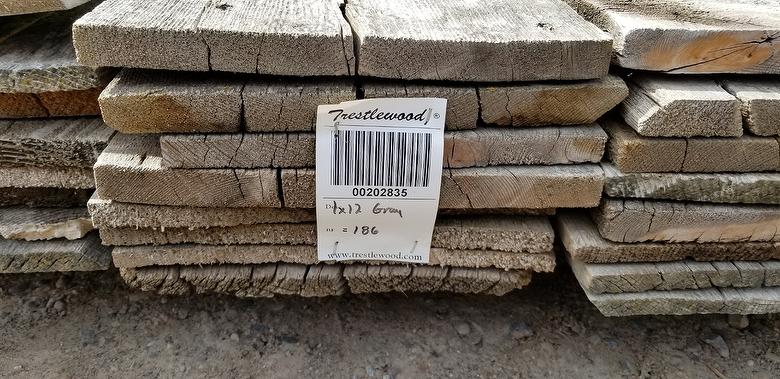 Trestlewood®
00202835
1x12 Gray
= 186
www.trestlewood.com